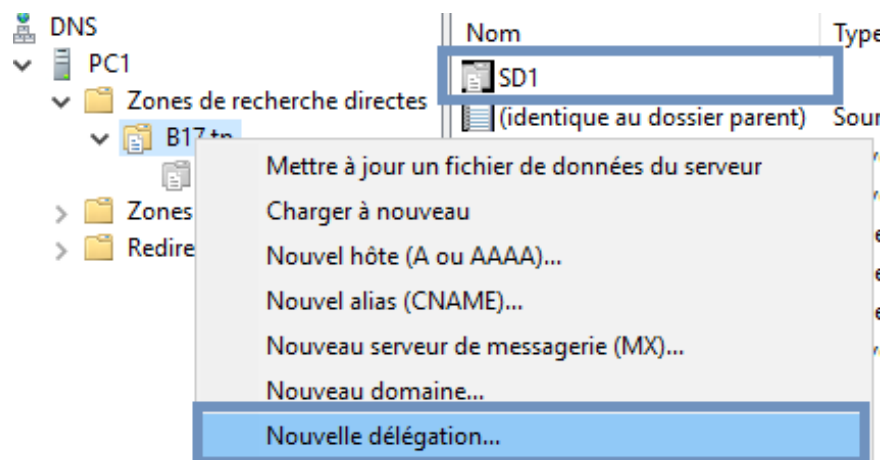 DNS
PC1
Zones de recherche directes
B17.tn
Zones
Redire
Nom
Type
SD1
(identique au dossier parent) Sour
Mettre à jour un fichier de données du serveur
Charger à nouveau
Nouvel hôte (A ou AAAA)...
Nouvel alias (CNAME)...
Nouveau serveur de messagerie (MX)...
Nouveau domaine...
Nouvelle délégation...